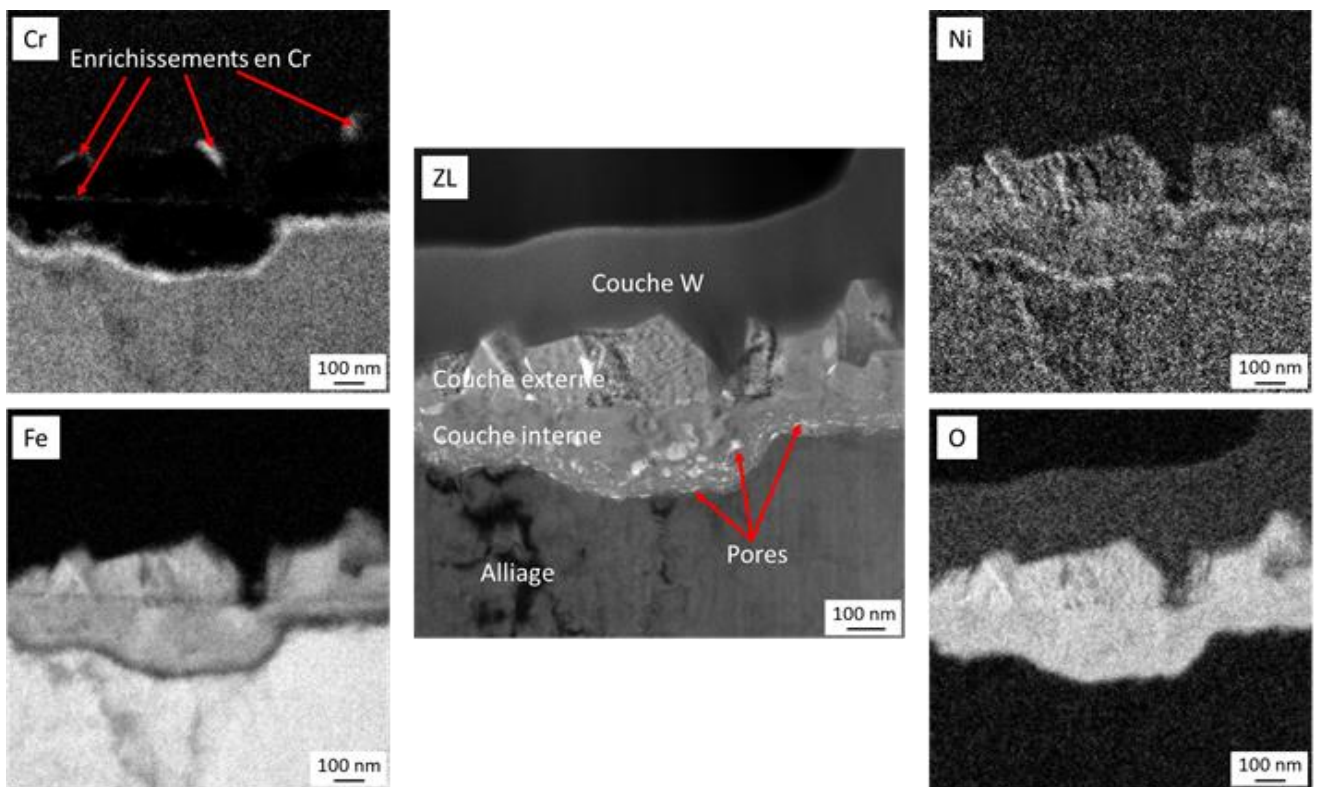 Cr
Enrichissements en Cr
100 nm
Fe
100 nm
ZL
Couche W
Couche externe
Couche interne
Pores
Alliage
100 nm
Ni
100 nm
O
100 nm